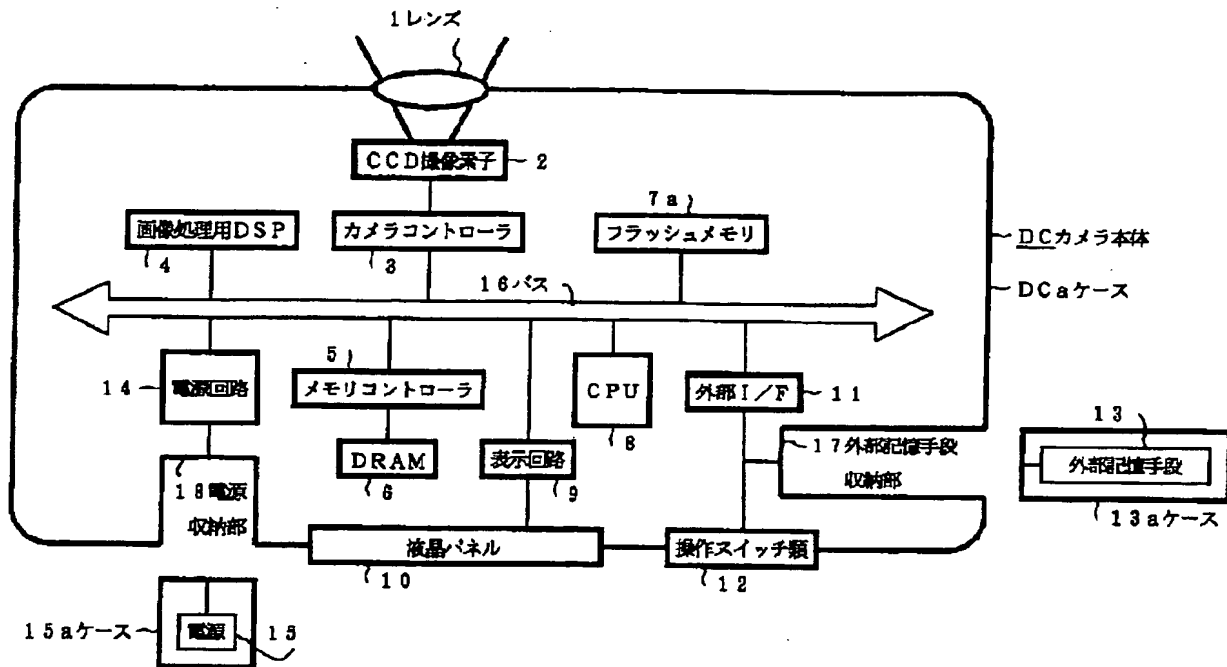 1レンズ
CCD撮像素子
2
画像処理用DSP
4
カメラコントローラ
3
7a
フラッシュメモリ
DCカメラ本体
DCaケース
16バス
14
電源回路
5
メモリコントローラ
DRAM
6
表示回路
9
CPU
8
外部I/F
11
17外部記憶手段
収納部
13
外部記憶手段
13aケース
18電源
収納部
液晶パネル
10
操作スイッチ類
12
15aケース
電源
15